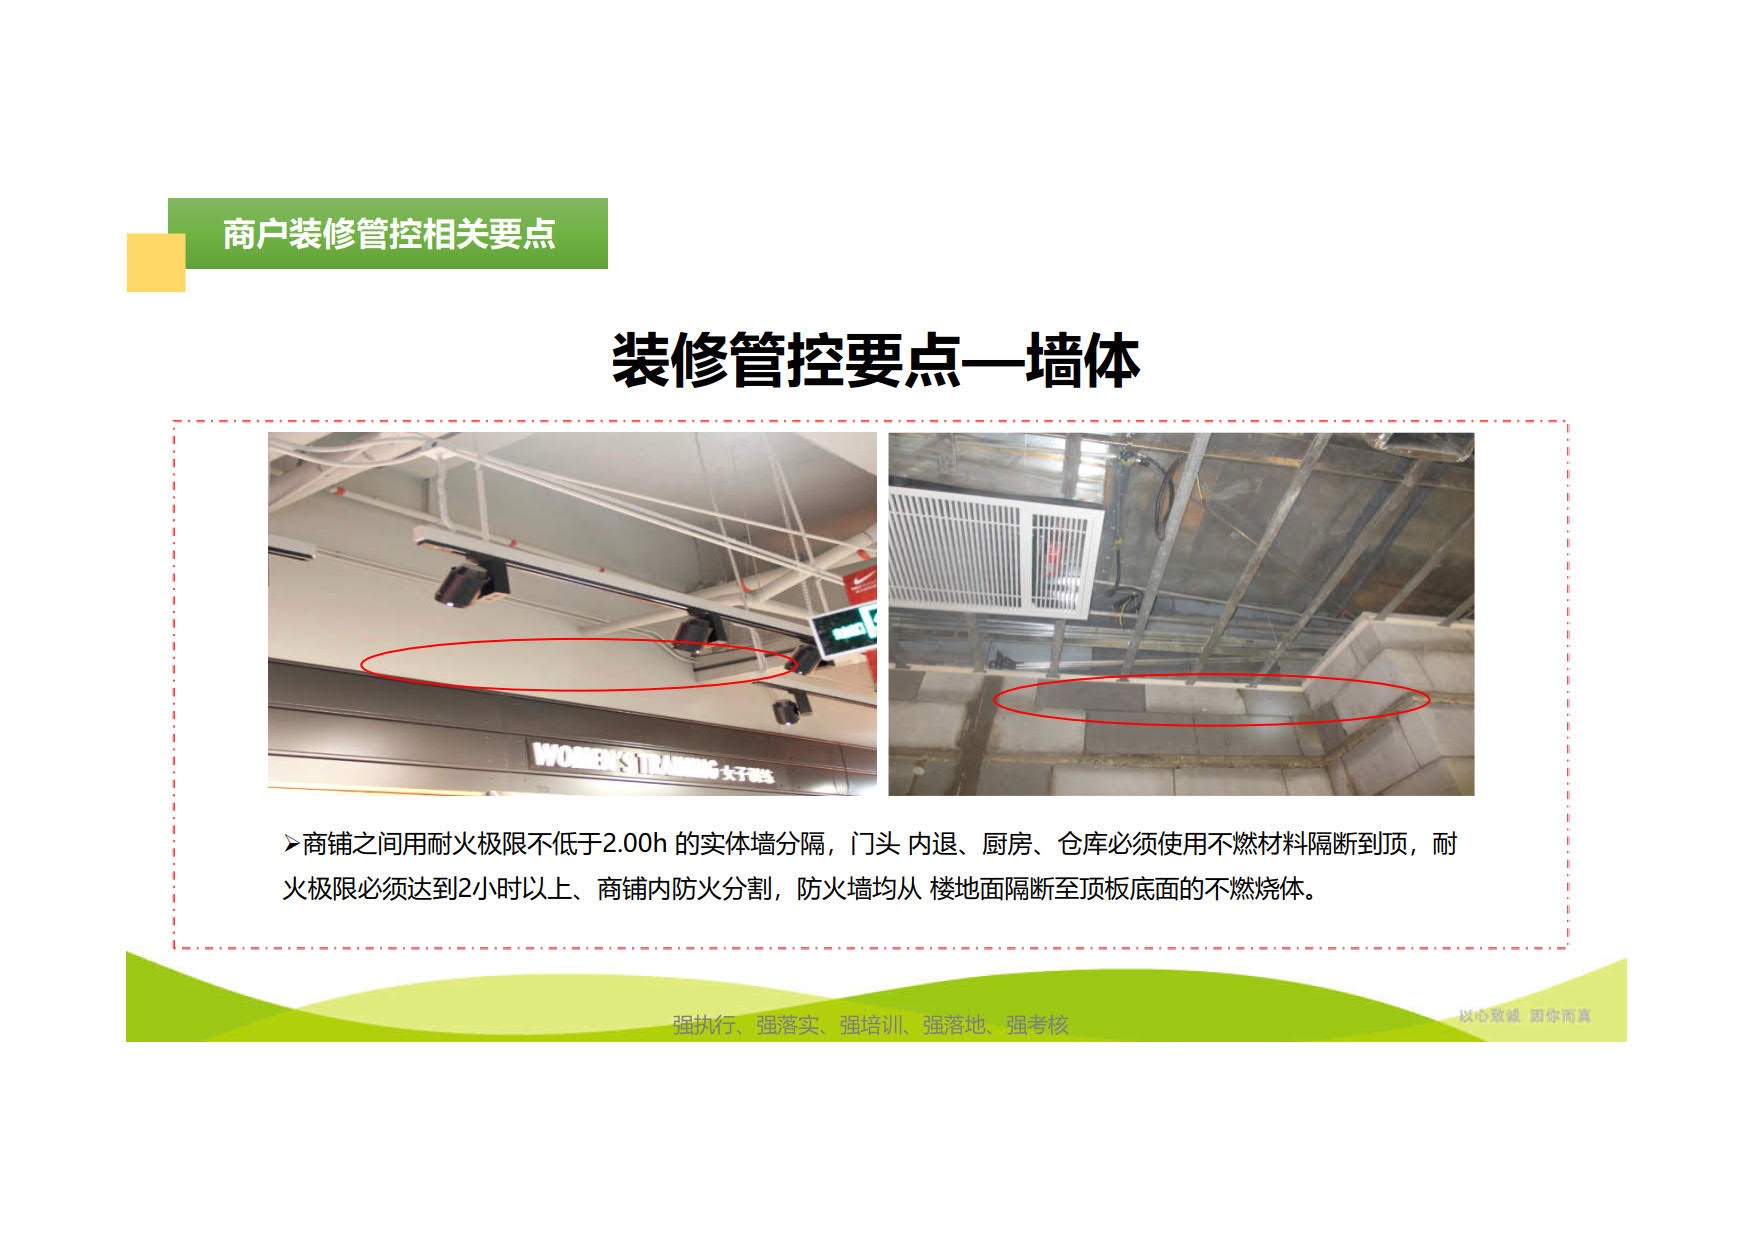 商户装修管控相关要点
装修管控要点—墙体
WOMEN'S TRAINING 女子训练
➢商铺之间用耐火极限不低于2.00h 的实体墙分隔，门头 内退、厨房、仓库必须使用不燃材料隔断到顶，耐
火极限必须达到2小时以上、商铺内防火分割，防火墙均从 楼地面隔断至顶板底面的不燃烧体。
强执行、强落实、强培训、强落地、强考核
以心致诚 因你而真